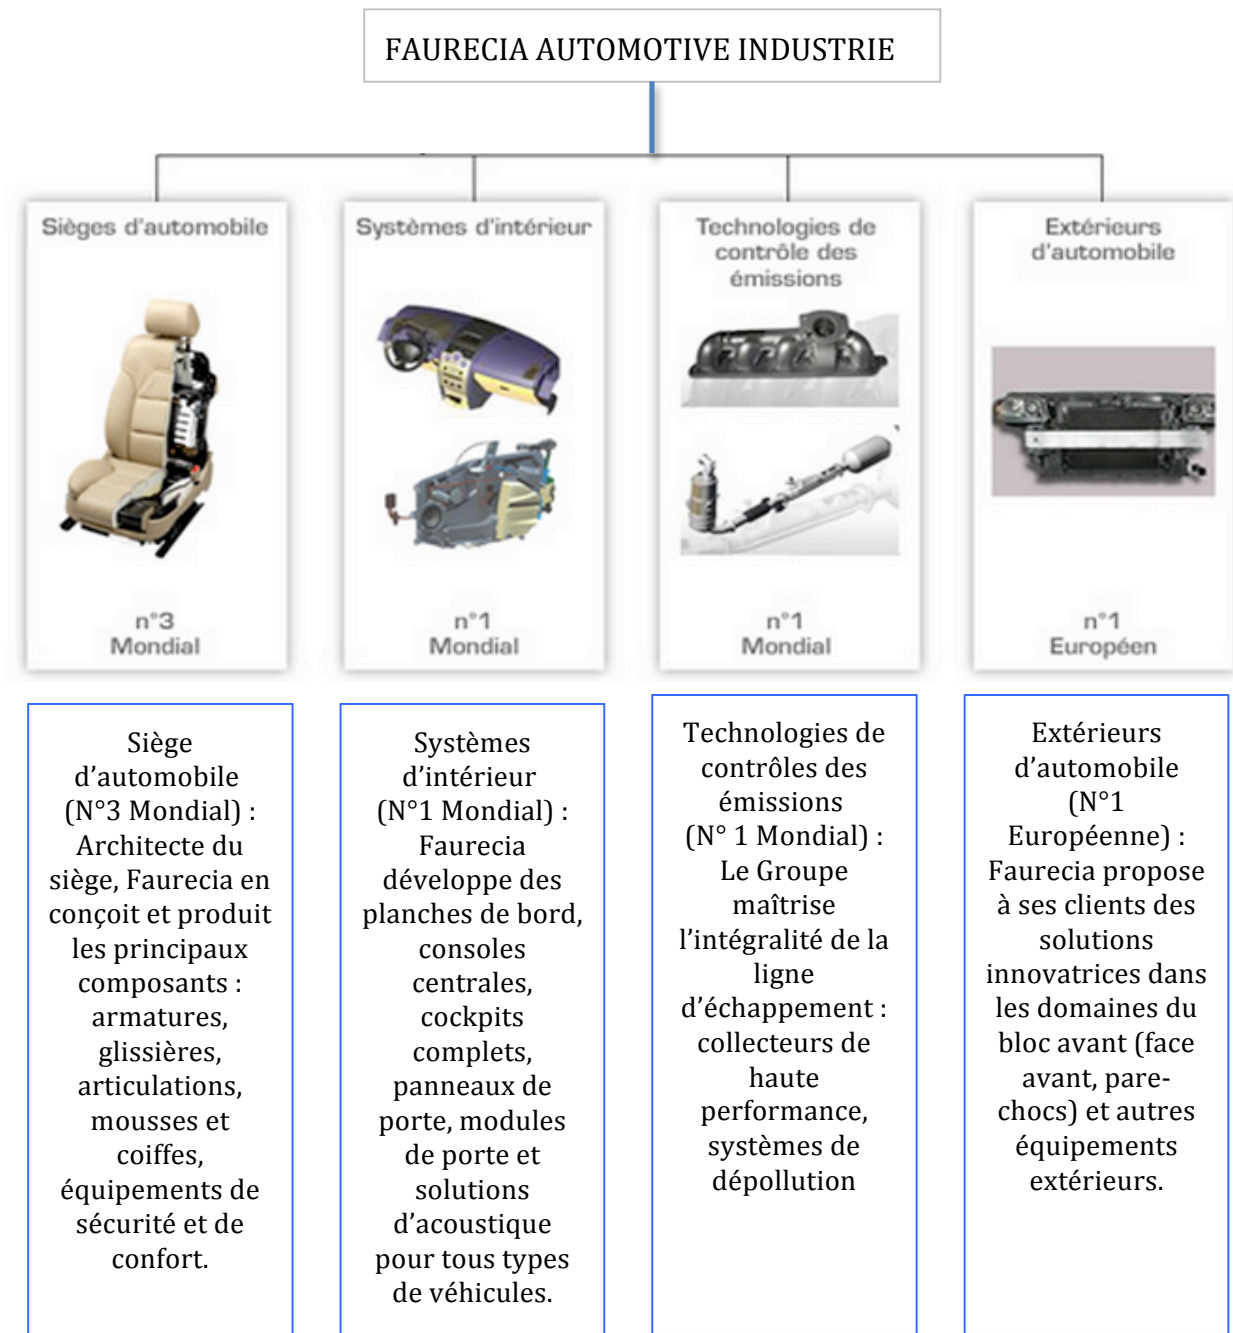 FAURECIA AUTOMOTIVE INDUSTRIE
Sièges d'automobile
n°3
Mondial
Systèmes d'intérieur
n°1
Mondial
Technologies de
contrôle des
émissions
n°1
Mondial
Extérieurs
d'automobile
n°1
Européen
Siège
d’automobile
(N°3 Mondial) :
Architecte du
siège, Faurecia en
conçoit et produit
les principaux
composants :
armatures,
glissières,
articulations,
mousses et
coiffes,
équipements de
sécurité et de
confort.
Systèmes
d’intérieur
(N°1 Mondial) :
Faurecia
développe des
planches de bord,
consoles
centrales,
cockpits
complets,
panneaux de
porte, modules
de porte et
solutions
d’acoustique
pour tous types
de véhicules.
Technologies de
contrôles des
émissions
(N° 1 Mondial) :
Le Groupe
maîtrise
l’intégralité de la
ligne
d’échappement :
collecteurs de
haute
performance,
systèmes de
dépollution
Extérieurs
d’automobile
(N°1
Européenne) :
Faurecia propose
à ses clients des
solutions
innovatrices dans
les domaines du
bloc avant (face
avant, pare-
chocs) et autres
équipements
extérieurs.